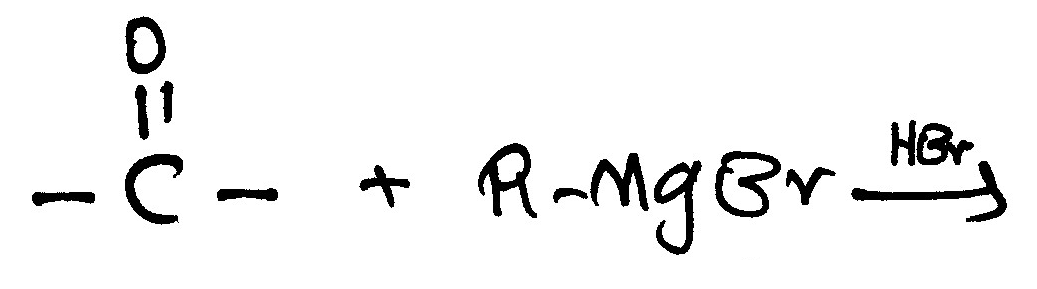 O
||
-C- + R-MgBr
HBr
→